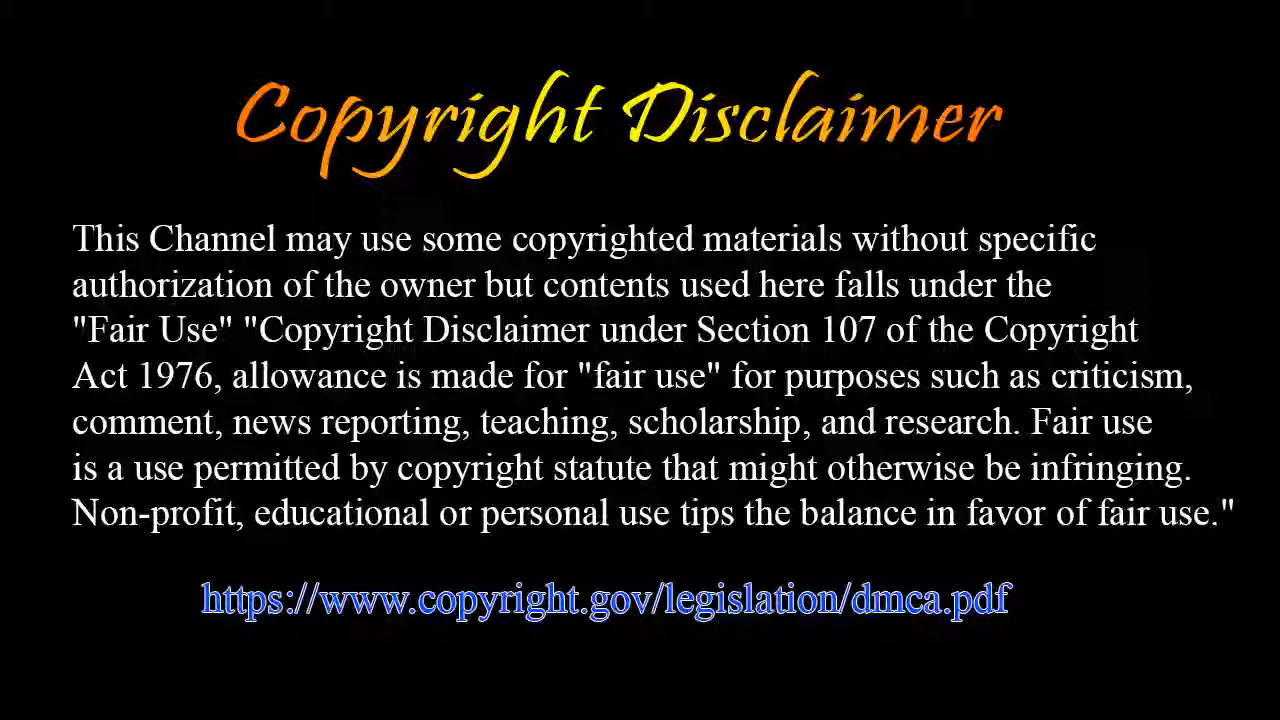 Copyright Disclaimer
This Channel may use some copyrighted materials without specific
authorization of the owner but contents used here falls under the
"Fair Use" "Copyright Disclaimer under Section 107 of the Copyright
Act 1976, allowance is made for "fair use" for purposes such as criticism,
comment, news reporting, teaching, scholarship, and research. Fair use
is a use permitted by copyright statute that might otherwise be infringing.
Non-profit, educational or personal use tips the balance in favor of fair use."
https://www.copyright.gov/legislation/dmca.pdf